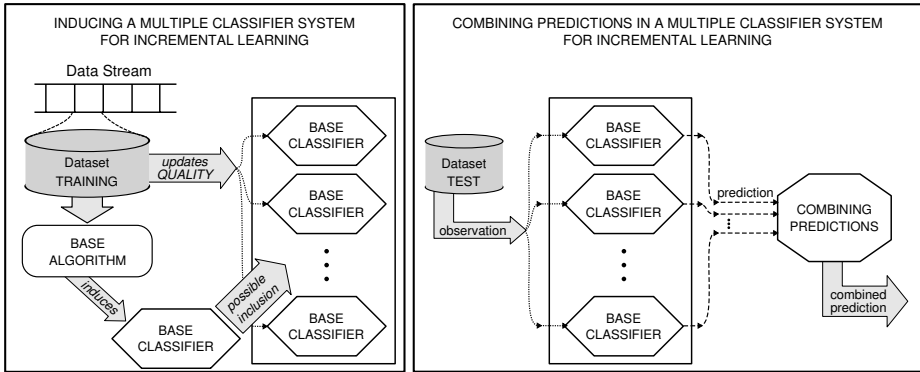 INDUCING A MULTIPLE CLASSIFIER SYSTEM
FOR INCREMENTAL LEARNING
Data Stream
Dataset
TRAINING
updates
QUALITY
BASE
ALGORITHM
induces
BASE
CLASSIFIER
possible
inclusion
BASE
CLASSIFIER
BASE
CLASSIFIER
BASE
CLASSIFIER
COMBINING PREDICTIONS IN A MULTIPLE CLASSIFIER SYSTEM
FOR INCREMENTAL LEARNING
Dataset
TEST
observation
BASE
CLASSIFIER
BASE
CLASSIFIER
BASE
CLASSIFIER
prediction
COMBINING
PREDICTIONS
combined
prediction